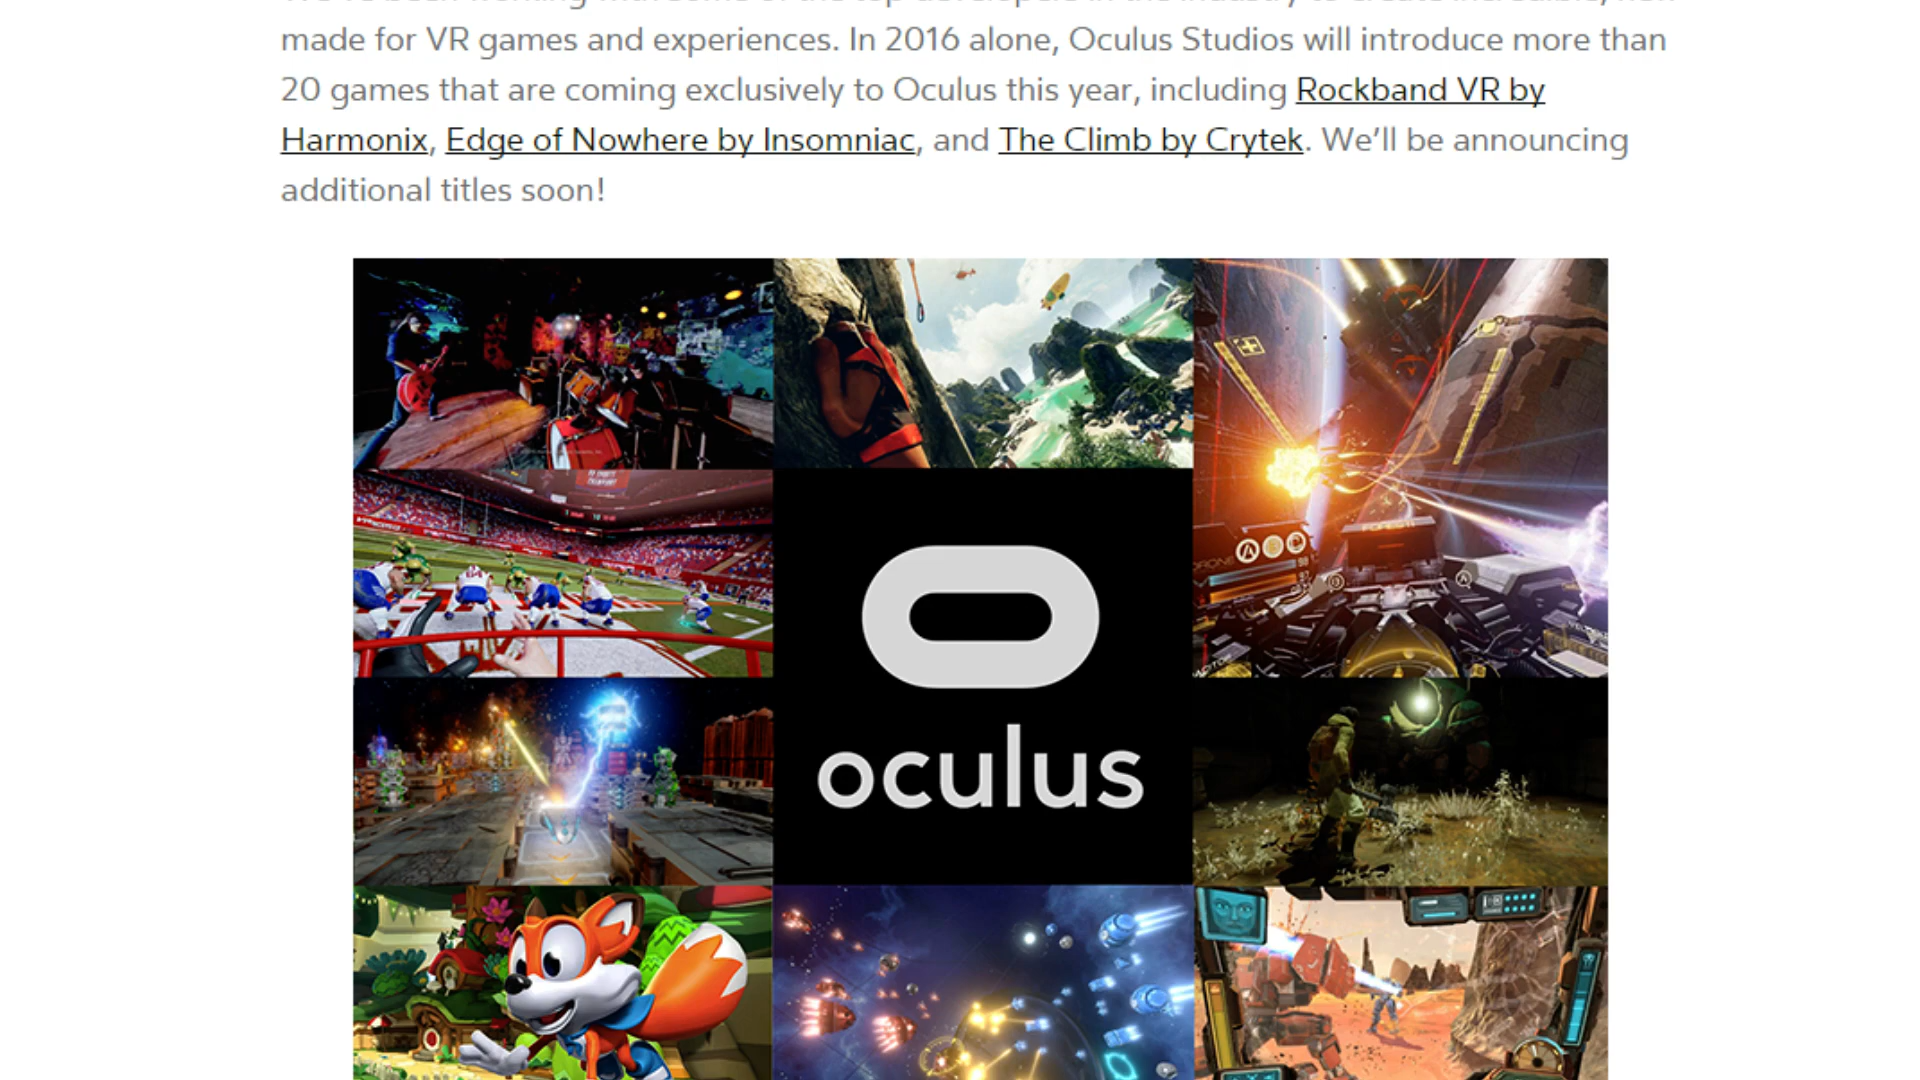 made for VR games and experiences. In 2016 alone, Oculus Studios will introduce more than
20 games that are coming exclusively to Oculus this year, including Rockband VR by
Harmonix, Edge of Nowhere by Insomniac, and The Climb by Crytek. We’ll be announcing
additional titles soon!
oculus